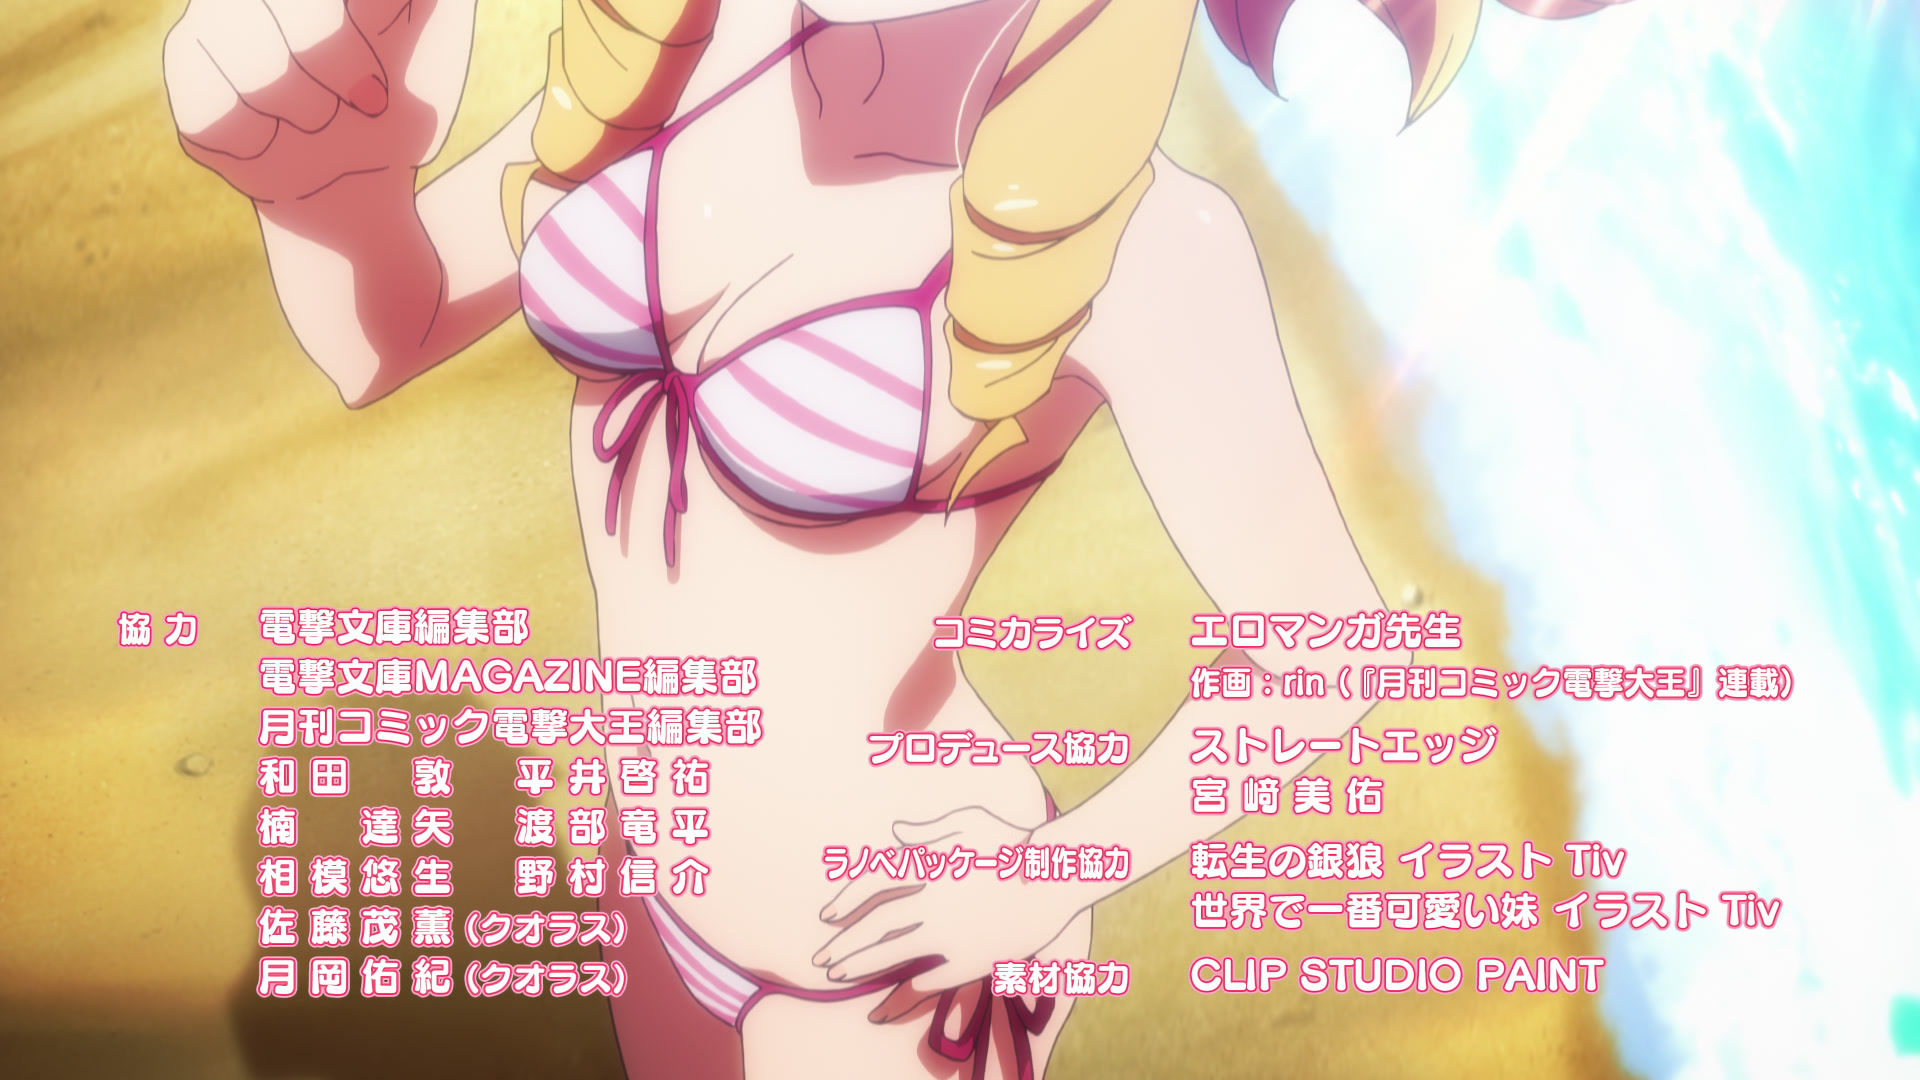 協力 電撃文庫編集部
電撃文庫MAGAZINE編集部
月刊コミック電撃大王編集部
和田 敦 平井啓祐
楠 達矢 渡部竜平
相模悠生 野村信介
佐藤茂薫(クオラス)
月岡佑紀(クオラス)
コミカライズ エロマンガ先生
作画:rin(『月刊コミック電撃大王』連載)
プロデュース協力 ストレートエッジ
宮﨑美佑
ラノベパッケージ制作協力 転生の銀狼 イラスト Tiv
世界で一番可愛い妹 イラスト Tiv
素材協力 CLIP STUDIO PAINT